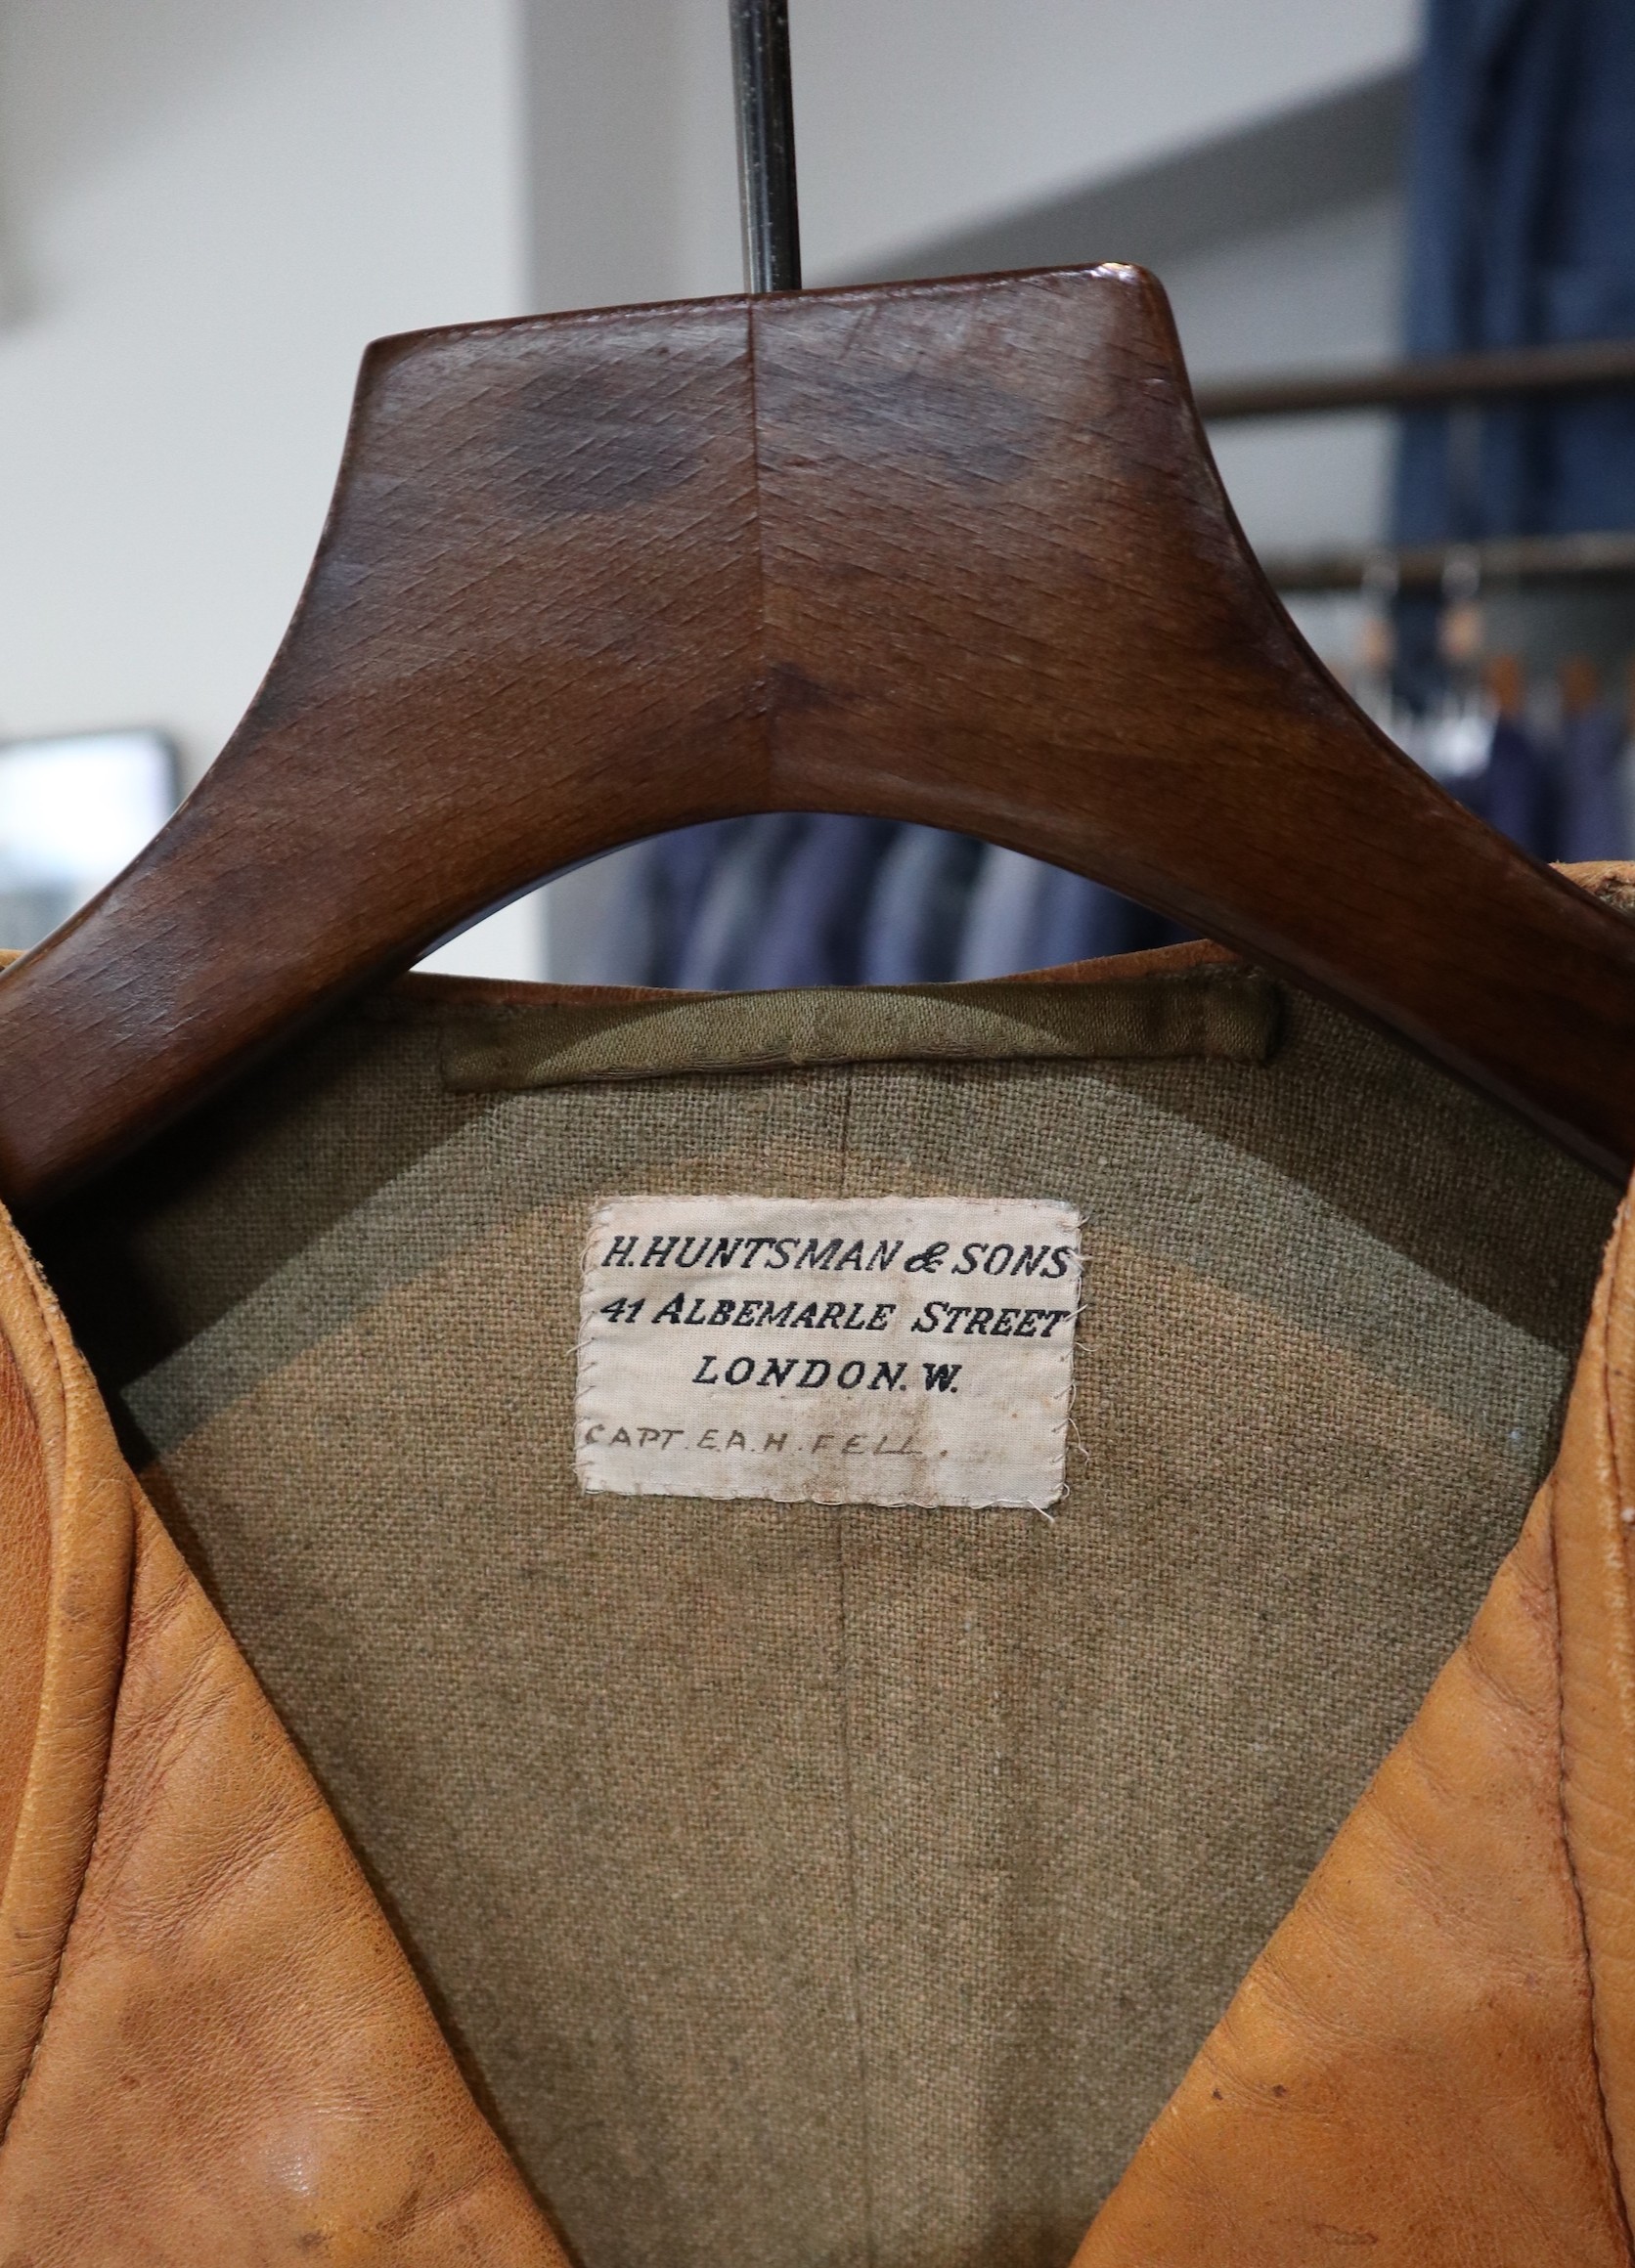 H. HUNTSMAN & SONS
41 ALBEMARLE STREET
LONDON. W.
CAPT. E.A.H. FELL.